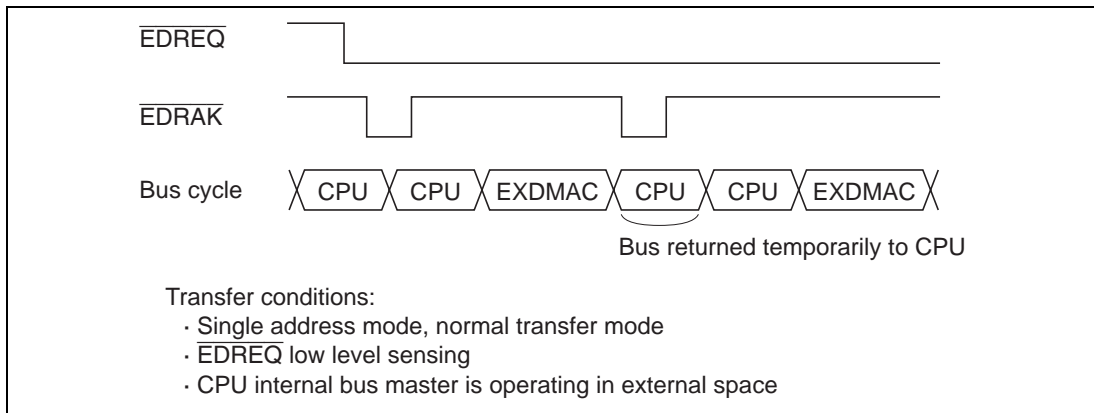 EDREQ
EDRAK
Bus cycle CPU CPU EXDMAC CPU CPU EXDMAC
Bus returned temporarily to CPU
Transfer conditions:
· Single address mode, normal transfer mode
· EDREQ low level sensing
· CPU internal bus master is operating in external space